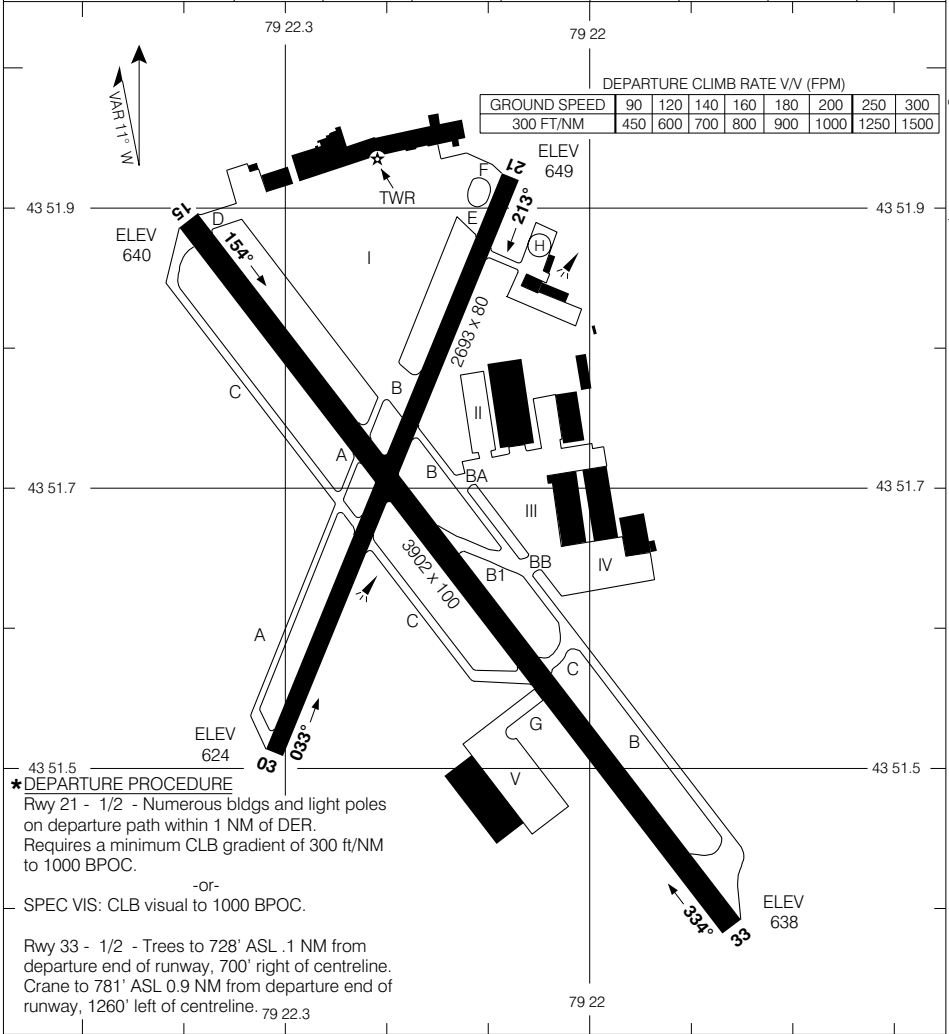 79 22.3
79 22
VAR 11° W
DEPARTURE CLIMB RATE V/V (FPM)
GROUND SPEED 90 120 140 160 180 200 250 300
300 FT/NM 450 600 700 800 900 1000 1250 1500
ELEV
649
21
F
TWR
43 51.9
43 51.9
15
D
E
213°
H
ELEV
640
154°
I
2693 x 80
C
B
II
A
B
BA
43 51.7
43 51.7
III
3902 x 100
BB
IV
B1
C
A
C
G
B
ELEV
624
033°
03
43 51.5
43 51.5
V
*DEPARTURE PROCEDURE
Rwy 21 - 1/2 - Numerous bldgs and light poles
on departure path within 1 NM of DER.
Requires a minimum CLB gradient of 300 ft/NM
to 1000 BPOC.
-or-
SPEC VIS: CLB visual to 1000 BPOC.
334°
33
ELEV
638
Rwy 33 - 1/2 - Trees to 728' ASL .1 NM from
departure end of runway, 700' right of centreline.
Crane to 781' ASL 0.9 NM from departure end of
runway, 1260' left of centreline.
79 22.3
79 22